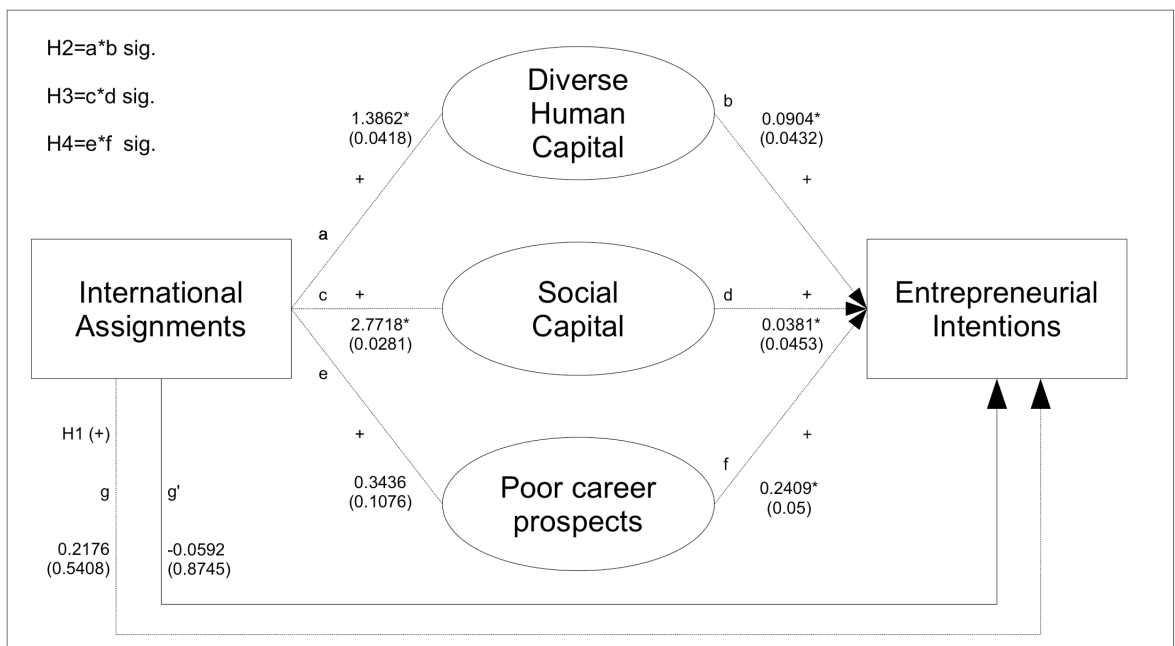 H2=a*b sig.
H3=c*d sig.
H4=e*f  sig.
Diverse
Human
Capital
1.3862*
(0.0418)
+
a
b
0.0904*
(0.0432)
+
International
Assignments
c
+
2.7718*
(0.0281)
Social
Capital
d
+
0.0381*
(0.0453)
Entrepreneurial
Intentions
e
+
0.3436
(0.1076)
Poor career
prospects
f
+
0.2409*
(0.05)
H1 (+)
g
g'
0.2176
(0.5408)
-0.0592
(0.8745)